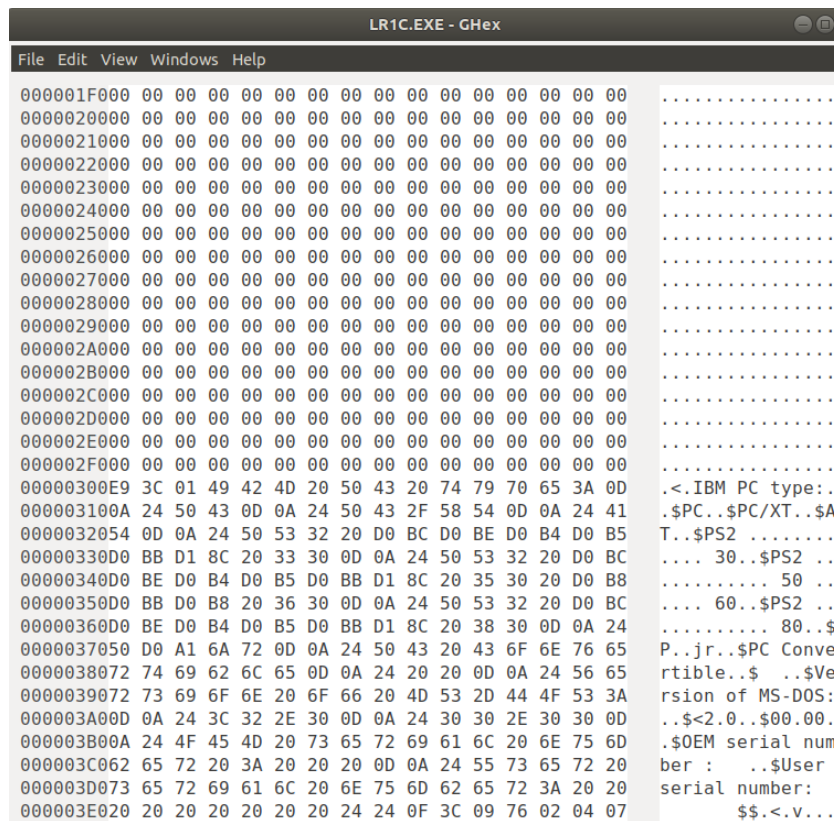 LR1C.EXE - GHex
File Edit View Windows Help
000001F000 00 00 00 00 00 00 00 00 00 00 00 00 00 00 00 ................
0000020000 00 00 00 00 00 00 00 00 00 00 00 00 00 00 00 ................
0000021000 00 00 00 00 00 00 00 00 00 00 00 00 00 00 00 ................
0000022000 00 00 00 00 00 00 00 00 00 00 00 00 00 00 00 ................
0000023000 00 00 00 00 00 00 00 00 00 00 00 00 00 00 00 ................
0000024000 00 00 00 00 00 00 00 00 00 00 00 00 00 00 00 ................
0000025000 00 00 00 00 00 00 00 00 00 00 00 00 00 00 00 ................
0000026000 00 00 00 00 00 00 00 00 00 00 00 00 00 00 00 ................
0000027000 00 00 00 00 00 00 00 00 00 00 00 00 00 00 00 ................
0000028000 00 00 00 00 00 00 00 00 00 00 00 00 00 00 00 ................
0000029000 00 00 00 00 00 00 00 00 00 00 00 00 00 00 00 ................
000002A000 00 00 00 00 00 00 00 00 00 00 00 00 00 00 00 ................
000002B000 00 00 00 00 00 00 00 00 00 00 00 00 00 00 00 ................
000002C000 00 00 00 00 00 00 00 00 00 00 00 00 00 00 00 ................
000002D000 00 00 00 00 00 00 00 00 00 00 00 00 00 00 00 ................
000002E000 00 00 00 00 00 00 00 00 00 00 00 00 00 00 00 ................
000002F000 00 00 00 00 00 00 00 00 00 00 00 00 00 00 00 ................
00000300E9 3C 01 49 42 4D 20 50 43 20 74 79 70 65 3A 0D .<.IBM PC type:.
000003100A 24 50 43 0D 0A 24 50 43 2F 58 54 0D 0A 24 41 .$PC..$PC/XT..$A
0000032054 0D 0A 24 50 53 32 20 D0 BC D0 BE D0 B4 D0 B5 T..$PS2 ........
00000330D0 BB D1 8C 20 33 30 0D 0A 24 50 53 32 20 D0 BC .... 30..$PS2 ..
00000340D0 BE D0 B4 D0 B5 D0 BB D1 8C 20 35 30 20 D0 B8 .......... 50 ..
00000350D0 BB D0 B8 20 36 30 0D 0A 24 50 53 32 20 D0 BC .... 60..$PS2 ..
00000360D0 BE D0 B4 D0 B5 D0 BB D1 8C 20 38 30 0D 0A 24 .......... 80..$
0000037050 D0 A1 6A 72 0D 0A 24 50 43 20 43 6F 6E 76 65 P..jr..$PC Conve
0000038072 74 69 62 6C 65 0D 0A 24 20 20 0D 0A 24 56 65 rtible..$  ..$Ve
0000039072 73 69 6F 6E 20 6F 66 20 4D 53 2D 44 4F 53 3A rsion of MS-DOS:
000003A00D 0A 24 3C 32 2E 30 0D 0A 24 30 30 2E 30 30 0D ..$<2.0..$00.00.
000003B00A 24 4F 45 4D 20 73 65 72 69 61 6C 20 6E 75 6D .$OEM serial num
000003C062 65 72 20 3A 20 20 20 0D 0A 24 55 73 65 72 20 ber :   ..$User
000003D073 65 72 69 61 6C 20 6E 75 6D 62 65 72 3A 20 20 serial number:
000003E020 20 20 20 20 20 20 24 24 0F 3C 09 76 02 04 07 $$.<.v...